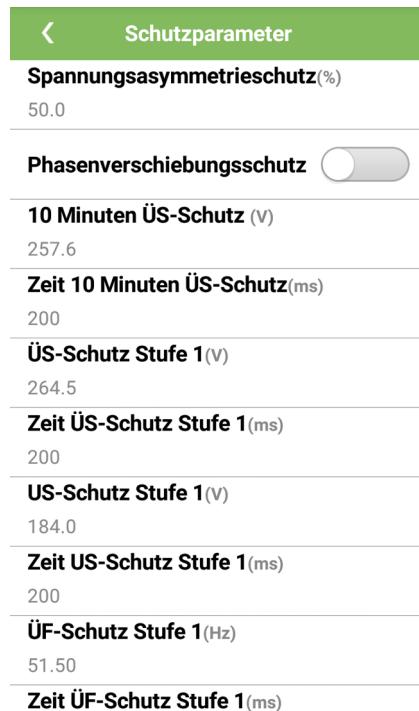 Schutzparameter
Spannungsasymmetrieschutz(%)
50.0
Phasenverschiebungsschutz
10 Minuten ÜS-Schutz (V)
257.6
Zeit 10 Minuten ÜS-Schutz(ms)
200
ÜS-Schutz Stufe 1(V)
264.5
Zeit ÜS-Schutz Stufe 1(ms)
200
US-Schutz Stufe 1(V)
184.0
Zeit US-Schutz Stufe 1(ms)
200
ÜF-Schutz Stufe 1(Hz)
51.50
Zeit ÜF-Schutz Stufe 1(ms)